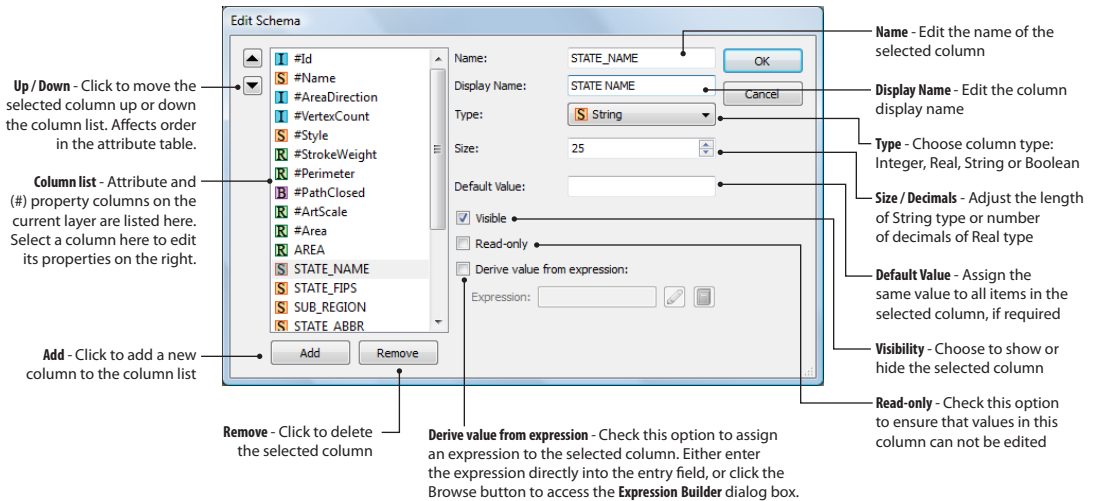 Edit Schema
I #Id
S #Name
I #AreaDirection
I #VertexCount
S #Style
R #StrokeWeight
R #Perimeter
B #PathClosed
R #ArtScale
R #Area
R AREA
S STATE_NAME
S STATE_FIPS
S SUB_REGION
S STATE_ABBR
Add
Remove
Name: STATE_NAME
Display Name: STATE NAME
Type: S String
Size: 25
Default Value:
Visible
Read-only
Derive value from expression:
Expression:
OK
Cancel
Up / Down - Click to move the
selected column up or down
the column list. Affects order
in the attribute table.
Column list - Attribute and
(#) property columns on the
current layer are listed here.
Select a column here to edit
its properties on the right.
Add - Click to add a new
column to the column list
Remove - Click to delete
the selected column
Derive value from expression - Check this option to assign
an expression to the selected column. Either enter
the expression directly into the entry field, or click the
Browse button to access the Expression Builder dialog box.
Name - Edit the name of the
selected column
Display Name - Edit the column
display name
Type - Choose column type:
Integer, Real, String or Boolean
Size / Decimals - Adjust the length
of String type or number
of decimals of Real type
Default Value - Assign the
same value to all items in the
selected column, if required
Visibility - Choose to show or
hide the selected column
Read-only - Check this option
to ensure that values in this
column can not be edited